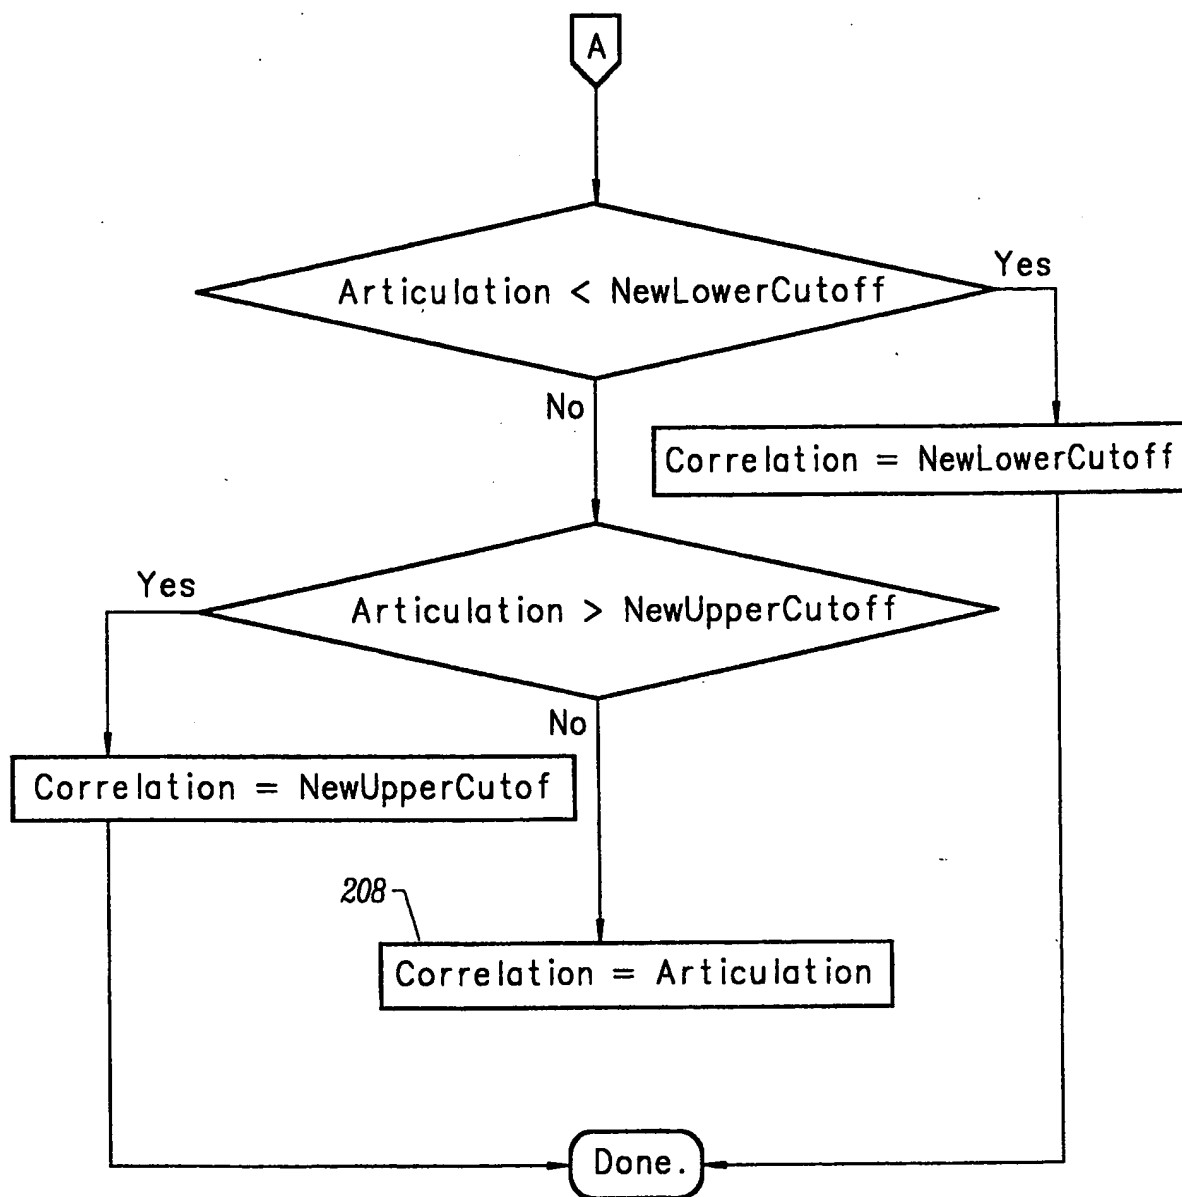 A
Articulation < NewLowerCutoff
Yes
No
Correlation = NewLowerCutoff
Yes
Articulation > NewUpperCutoff
No
Correlation = NewUpperCutof
208
Correlation = Articulation
Done.